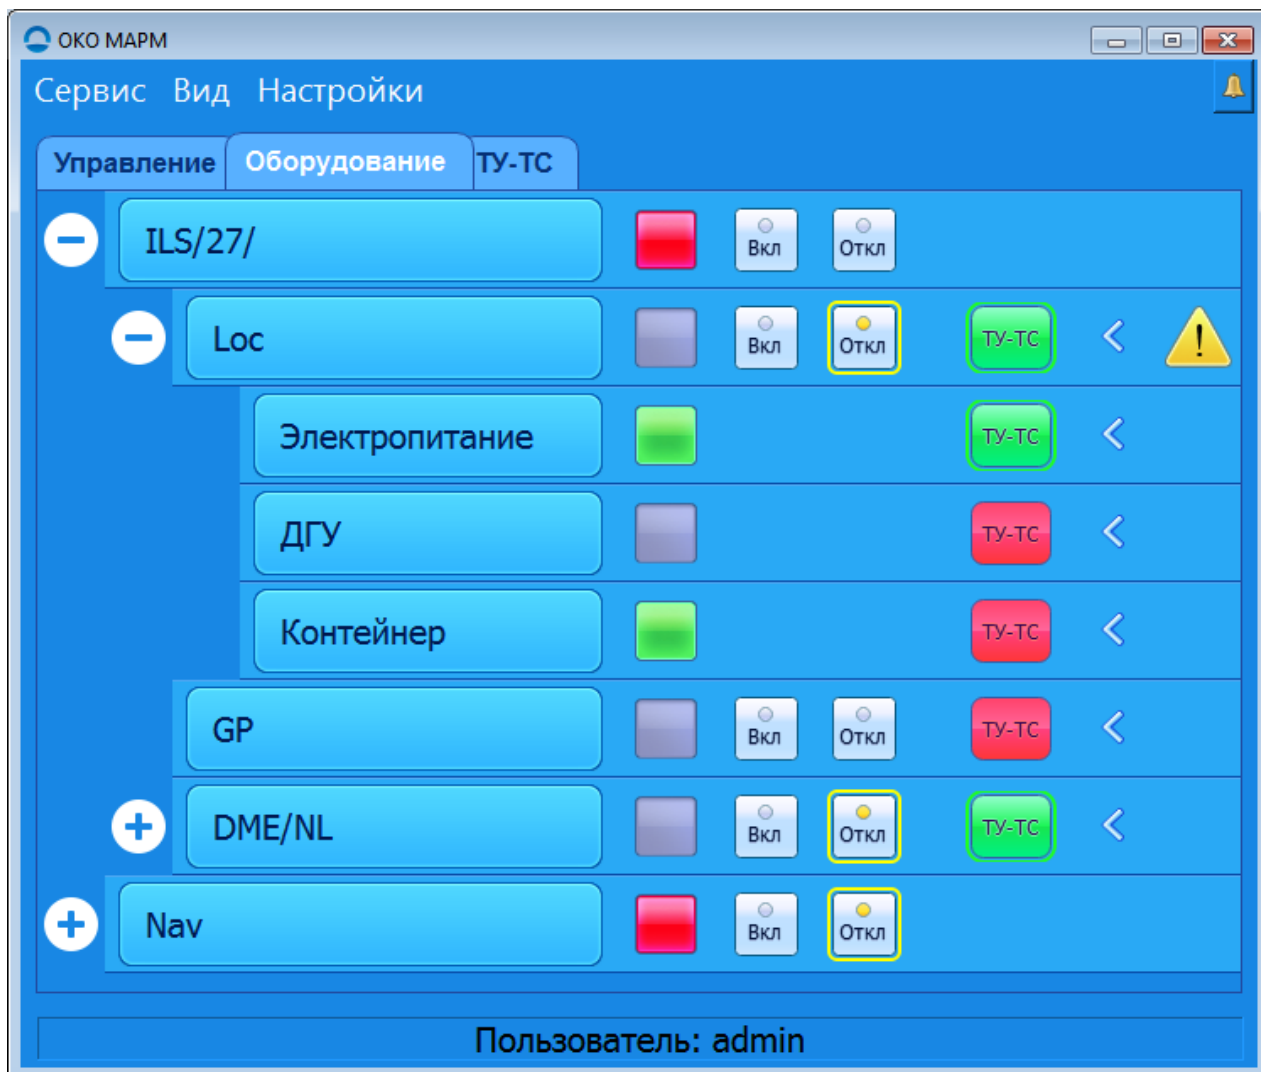 ОКО МАРМ
Сервис Вид Настройки
Управление Оборудование ТУ-ТС
ILS/27/ Вкл Откл
Loc Вкл Откл ТУ-ТС
Электропитание ТУ-ТС
ДГУ ТУ-ТС
Контейнер ТУ-ТС
GP Вкл Откл ТУ-ТС
DME/NL Вкл Откл ТУ-ТС
Nav Вкл Откл
Пользователь: admin